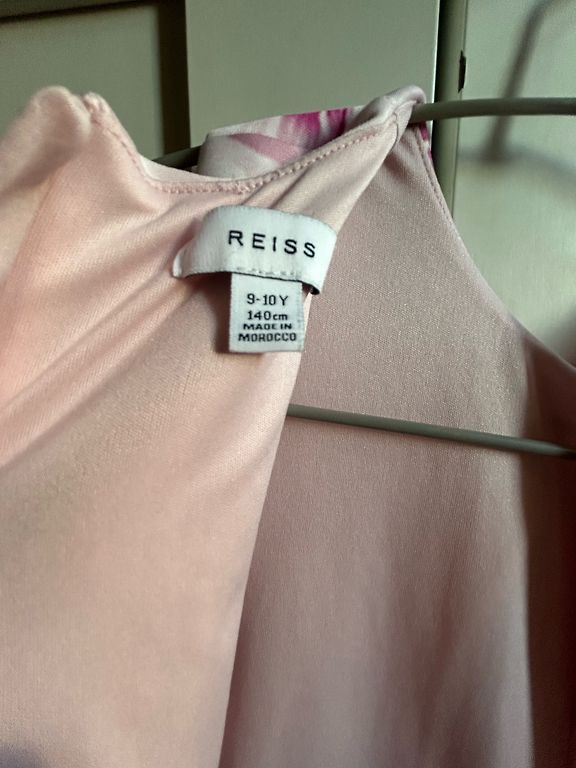 REISS
9-10Y
140cm
MADE IN
MOROCCO